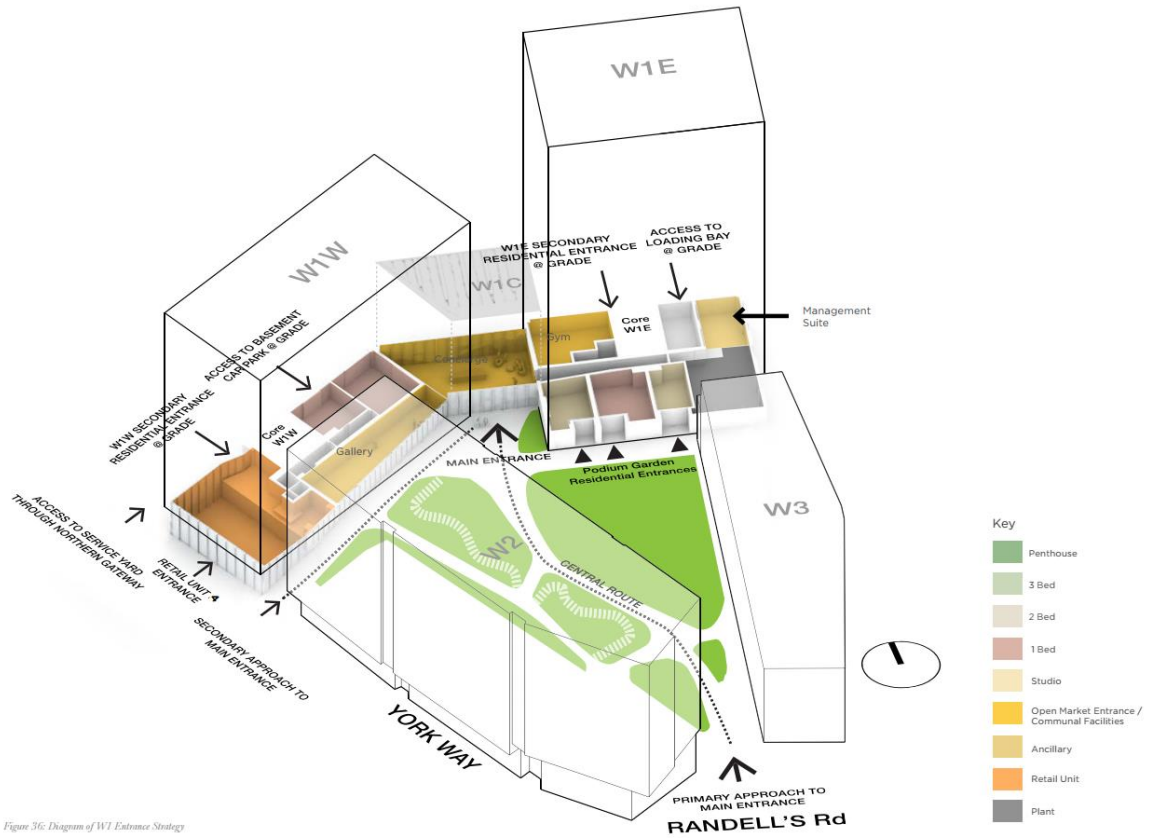 W1E
W1W
W1C
W1E SECONDARY
RESIDENTIAL ENTRANCE
@ GRADE
ACCESS TO
LOADING BAY
@ GRADE
Core
W1E
Gym
Management
Suite
Concierge
ACCESS TO BASEMENT
CAR PARK @ GRADE
W1W SECONDARY
RESIDENTIAL ENTRANCE
@ GRADE
Core
W1W
Gallery
MAIN ENTRANCE
Podium Garden
Residential Entrances
ACCESS TO SERVICE YARD
THROUGH NORTHERN GATEWAY
RETAIL UNIT 4
ENTRANCE
SECONDARY APPROACH TO
MAIN ENTRANCE
W2
CENTRAL ROUTE
W3
YORK WAY
PRIMARY APPROACH TO
MAIN ENTRANCE
RANDELL'S Rd
Key
Penthouse
3 Bed
2 Bed
1 Bed
Studio
Open Market Entrance /
Communal Facilities
Ancillary
Retail Unit
Plant
Figure 36: Diagram of W1 Entrance Strategy